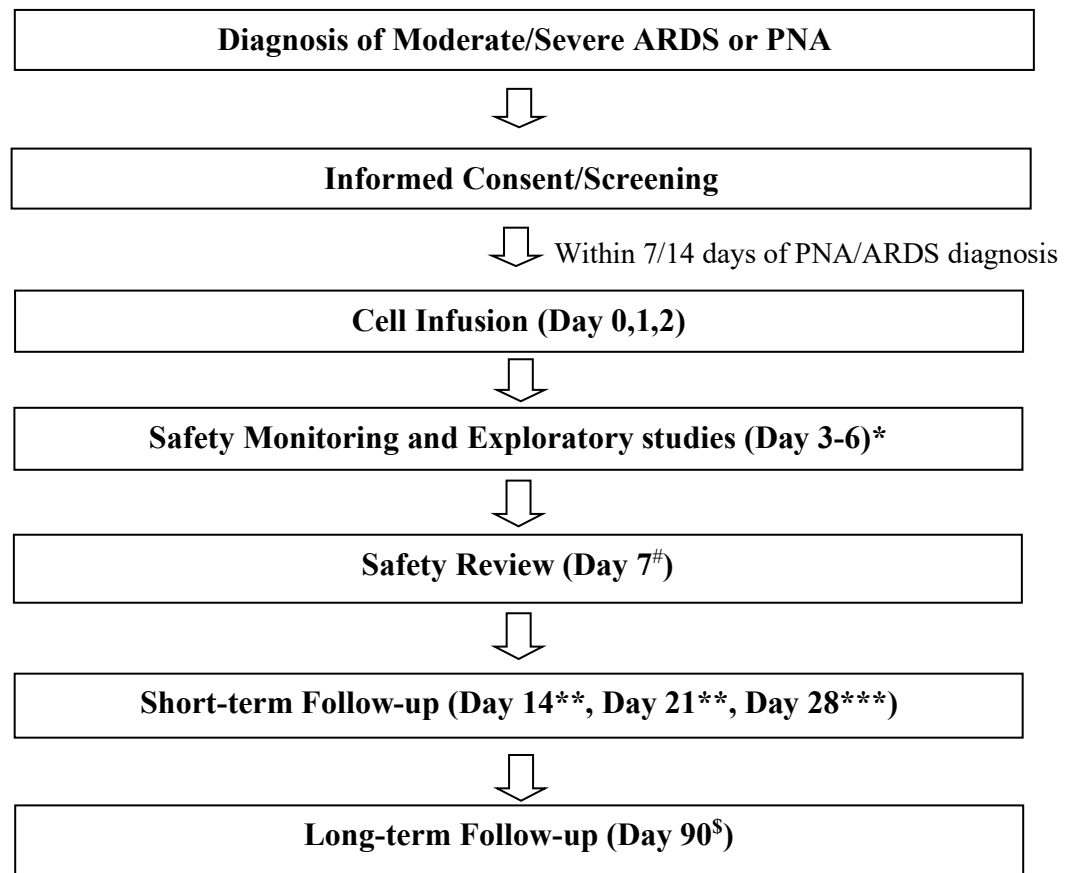 Diagnosis of Moderate/Severe ARDS or PNA
Informed Consent/Screening
Within 7/14 days of PNA/ARDS diagnosis
Cell Infusion (Day 0,1,2)
Safety Monitoring and Exploratory studies (Day 3-6)*
Safety Review (Day 7#)
Short-term Follow-up (Day 14**, Day 21**, Day 28***)
Long-term Follow-up (Day 90$)